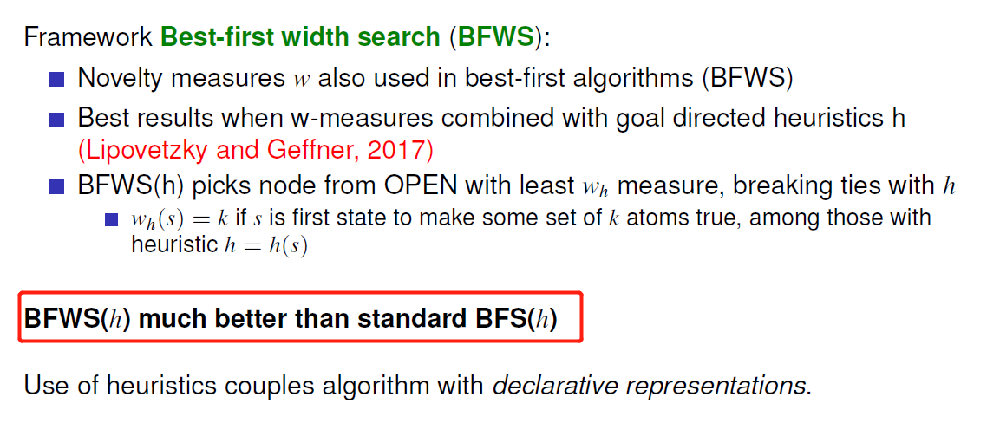 Framework Best-first width search (BFWS):
Novelty measures w also used in best-first algorithms (BFWS)
Best results when w-measures combined with goal directed heuristics h
(Lipovetzky and Geffner, 2017)
BFWS(h) picks node from OPEN with least wₕ measure, breaking ties with h
wₕ(s) = k if s is first state to make some set of k atoms true, among those with
heuristic h = h(s)
BFWS(h) much better than standard BFS(h)
Use of heuristics couples algorithm with declarative representations.